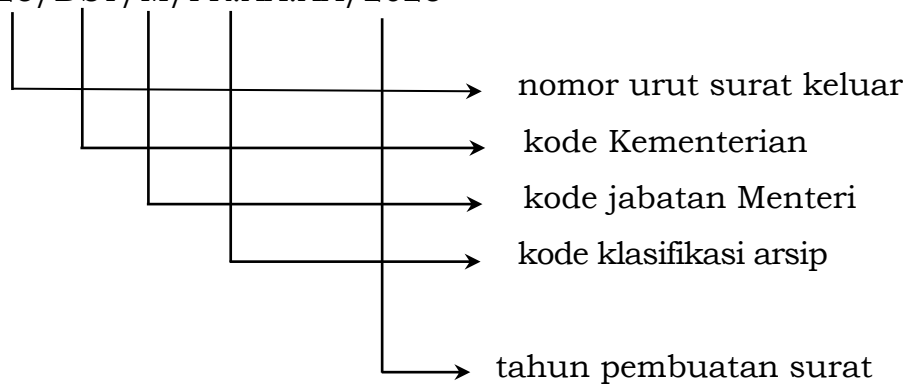 nomor urut surat keluar
kode Kementerian
kode jabatan Menteri
kode klasifikasi arsip
tahun pembuatan surat